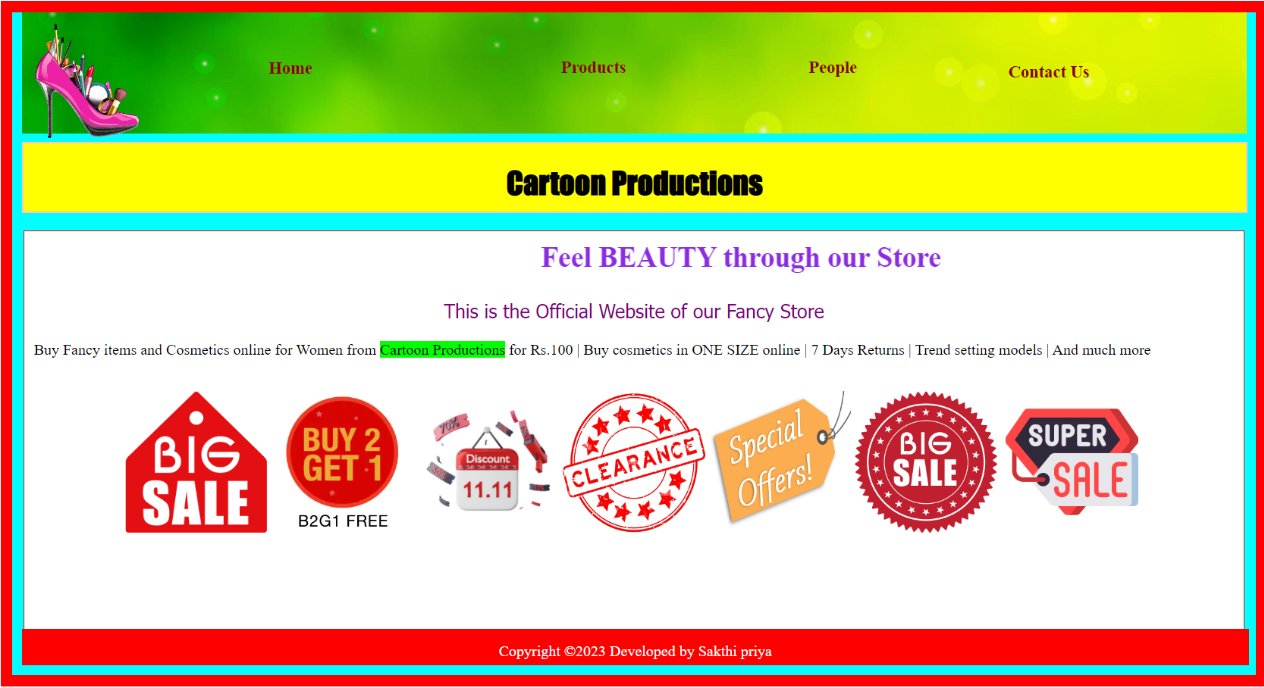 Home Products People Contact Us
Cartoon Productions
Feel BEAUTY through our Store
This is the Official Website of our Fancy Store
Buy Fancy items and Cosmetics online for Women from Cartoon Productions for Rs.100 | Buy cosmetics in ONE SIZE online | 7 Days Returns | Trend setting models | And much more
BIG
SALE
BUY 2
GET 1
B2G1 FREE
70%
Discount
11.11
CLEARANCE
Special
Offers!
BIG
SALE
SUPER
SALE
Copyright ©2023 Developed by Sakthi priya